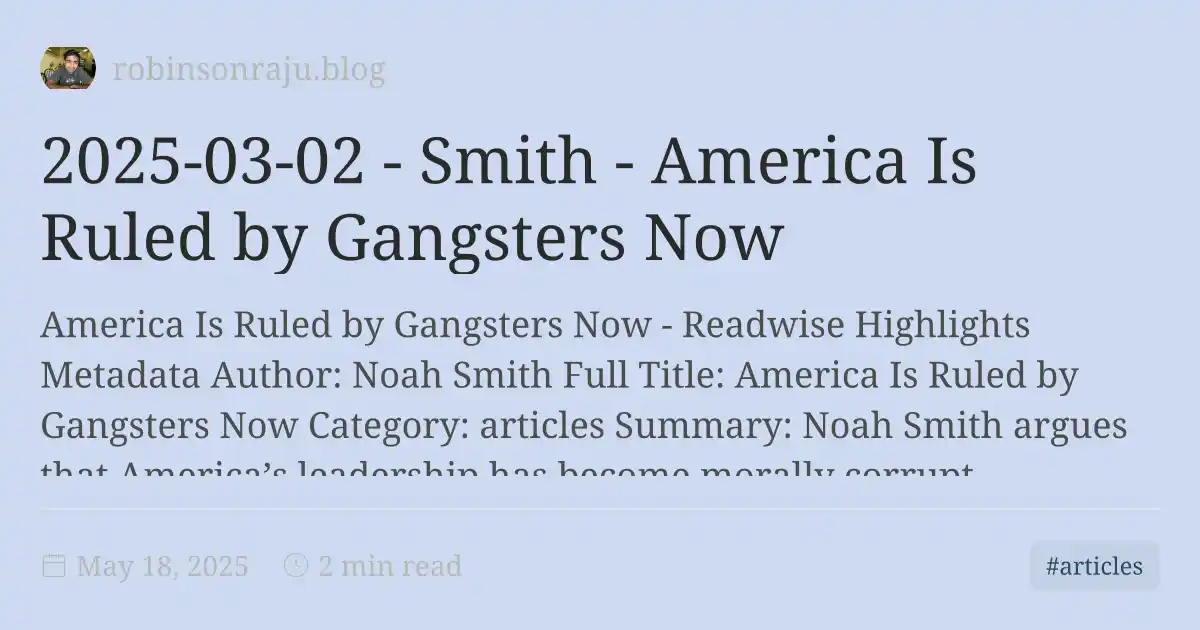 robinsonraju.blog
2025-03-02 - Smith - America Is
Ruled by Gangsters Now
America Is Ruled by Gangsters Now - Readwise Highlights
Metadata Author: Noah Smith Full Title: America Is Ruled by
Gangsters Now Category: articles Summary: Noah Smith argues
that America’s leadership has become morally corrupt
May 18, 2025
2 min read
#articles